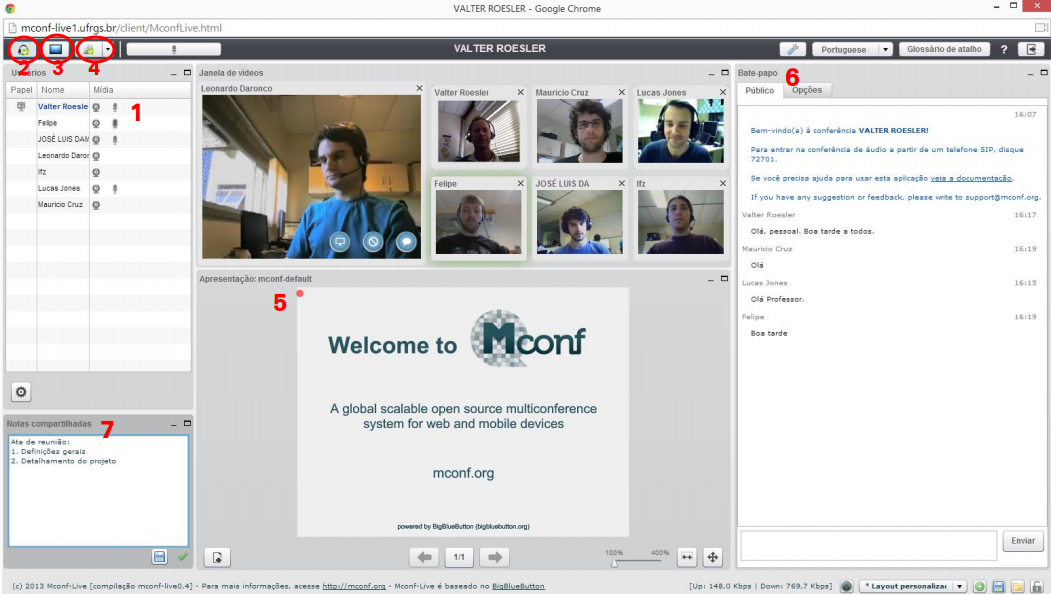 VALTER ROESLER - Google Chrome
mconf-live1.ufrgs.br/client/MconfLive.html
VALTER ROESLER
Portuguese
Glossário de atalho
?
2
3
4
Usuários
Papel Nome Mídia
Valter Roesle
Felipe
JOSÉ LUIS DAM
Leonardo Daror
Ifz
Lucas Jones
Mauricio Cruz
1
Janela de vídeos
Leonardo Daronco
Valter Roesler
Mauricio Cruz
Lucas Jones
Felipe
JOSÉ LUIS DA
Ifz
Apresentação: mconf-default
5
Welcome to Mconf
A global scalable open source multiconference
system for web and mobile devices
mconf.org
powered by BigBlueButton (bigbluebutton.org)
1/1
100% 400%
Notas compartilhadas
7
Ata de reunião:
1. Definições gerais
2. Detalhamento do projeto
Bate-papo
6
Público Opções
16:07
Bem-vindo(a) à conferência VALTER ROESLER!
Para entrar na conferência de áudio a partir de um telefone SIP, disque
72701.
Se você precisa ajuda para usar esta aplicação veja a documentação.
If you have any suggestion or feedback, please write to support@mconf.org.
Valter Roesler 16:17
Olá, pessoal. Boa tarde a todos.
Mauricio Cruz 16:19
Olá
Lucas Jones 16:15
Olá Professor.
Felipe 16:19
Boa tarde
Enviar
(c) 2013 Mconf-Live [compilação mconf-live0.4] - Para mais informações, acesse http://mconf.org - Mconf-Live é baseado no BigBlueButton
[Up: 148.0 Kbps | Down: 769.7 Kbps]
* Layout personalizac